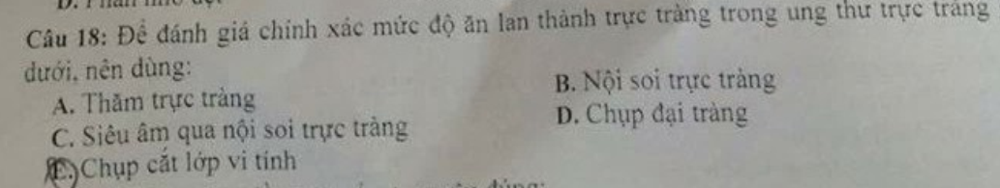 Câu 18: Để đánh giá chính xác mức độ ăn lan thành trực tràng trong ung thư trực tràng
dưới, nên dùng:
A. Thăm trực tràng
B. Nội soi trực tràng
C. Siêu âm qua nội soi trực tràng
D. Chụp đại tràng
E. Chụp cắt lớp vi tính